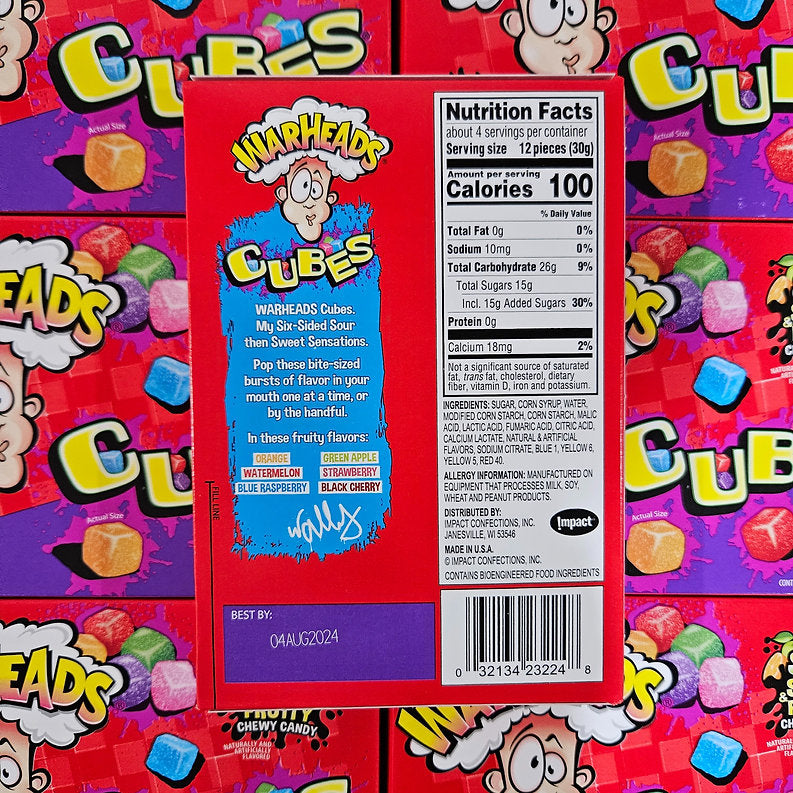 WARHEADS
CUBES
WARHEADS Cubes.
My Six-Sided Sour
then Sweet Sensations.
Pop these bite-sized
bursts of flavor in your
mouth one at a time, or
by the handful.
In these fruity flavors:
ORANGE GREEN APPLE
WATERMELON STRAWBERRY
BLUE RASPBERRY BLACK CHERRY
Wally
FILL LINE
BEST BY:
04AUG2024
Nutrition Facts
about 4 servings per container
Serving size 12 pieces (30g)
Amount per serving
Calories 100
% Daily Value
Total Fat 0g 0%
Sodium 10mg 0%
Total Carbohydrate 26g 9%
Total Sugars 15g
Incl. 15g Added Sugars 30%
Protein 0g
Calcium 18mg 2%
Not a significant source of saturated
fat, trans fat, cholesterol, dietary
fiber, vitamin D, iron and potassium.
INGREDIENTS: SUGAR, CORN SYRUP, WATER,
MODIFIED CORN STARCH, CORN STARCH, MALIC
ACID, LACTIC ACID, FUMARIC ACID, CITRIC ACID,
CALCIUM LACTATE, NATURAL & ARTIFICIAL
FLAVORS, SODIUM CITRATE, BLUE 1, YELLOW 6,
YELLOW 5, RED 40.
ALLERGY INFORMATION: MANUFACTURED ON
EQUIPMENT THAT PROCESSES MILK, SOY,
WHEAT AND PEANUT PRODUCTS.
DISTRIBUTED BY:
IMPACT CONFECTIONS, INC.
JANESVILLE, WI 53546
Impact
MADE IN U.S.A.
© IMPACT CONFECTIONS, INC.
CONTAINS BIOENGINEERED FOOD INGREDIENTS
0 32134 23224 8
CUBES
Actual Size
CU
Actual Size
EADS
CU
Actual Size
CUB
Actual Size
EADS
CHEWY CANDY
NATURALLY AND
ARTIFICIALLY
FLAVORED